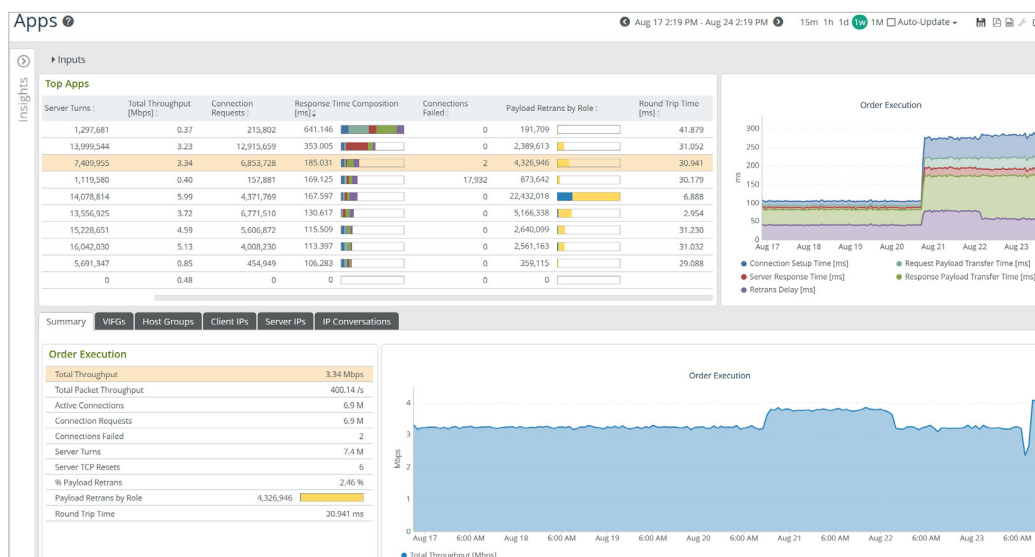 Apps ?
Aug 17 2:19 PM - Aug 24 2:19 PM 15m 1h 1d 1w 1M Auto-Update
Inputs
Insights
Top Apps
Server Turns Total Throughput [Mbps] Connection Requests Response Time Composition [ms] Connections Failed Payload Retrans by Role Round Trip Time [ms]
1,297,681 0.37 215,802 641.146 0 191,709 41.879
13,999,544 3.23 12,915,659 353.005 0 2,389,613 31.052
7,409,955 3.34 6,853,728 185.031 2 4,326,946 30.941
1,119,580 0.40 157,881 169.125 17,932 873,642 30.179
14,078,814 5.99 4,371,769 167.597 0 22,432,018 6.888
13,556,925 3.72 6,771,510 130.617 0 5,166,338 2.954
15,228,651 4.59 5,606,872 115.509 0 2,640,099 31.230
16,042,030 5.13 4,008,230 113.397 0 2,561,163 31.032
5,691,347 0.85 454,949 106.283 0 359,115 29.088
0 0.48 0 0 0 0
Order Execution
300
250
200
150
100
50
0
ms
Aug 17 Aug 18 Aug 19 Aug 20 Aug 21 Aug 22 Aug 23
Connection Setup Time [ms] Request Payload Transfer Time [ms]
Server Response Time [ms] Response Payload Transfer Time [ms]
Retrans Delay [ms]
Summary VIFGs Host Groups Client IPs Server IPs IP Conversations
Order Execution
Total Throughput 3.34 Mbps
Total Packet Throughput 400.14 /s
Active Connections 6.9 M
Connection Requests 6.9 M
Connections Failed 2
Server Turns 7.4 M
Server TCP Resets 6
% Payload Retrans 2.46 %
Payload Retrans by Role 4,326,946
Round Trip Time 30.941 ms
Order Execution
4
3
2
1
0
Mbps
Aug 17 6:00 AM Aug 18 6:00 AM Aug 19 6:00 AM Aug 20 6:00 AM Aug 21 6:00 AM Aug 22 6:00 AM Aug 23 6:00 AM
Total Throughput [Mbps]